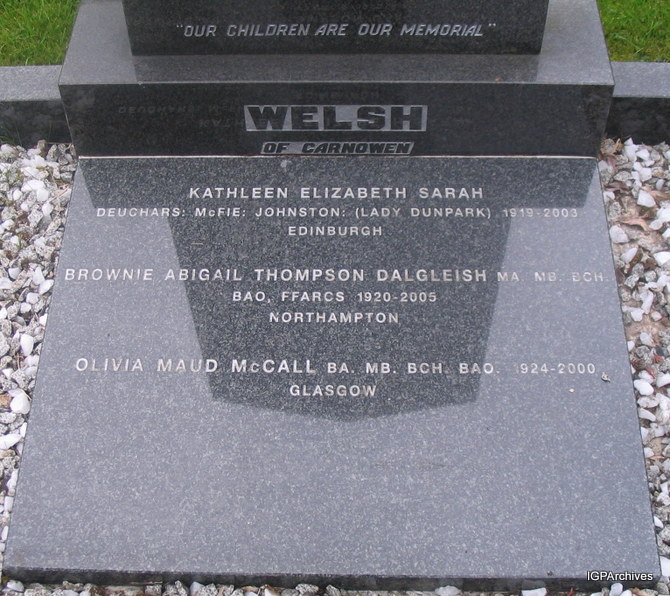 "OUR CHILDREN ARE OUR MEMORIAL"
WELSH
OF CARNOWEN
KATHLEEN ELIZABETH SARAH
DEUCHARS: McFIE: JOHNSTON: (LADY DUNPARK) 1919-2003
EDINBURGH
BROWNIE ABIGAIL THOMPSON DALGLEISH MA. MB. BCH.
BAO, FFARCS 1920-2005
NORTHAMPTON
OLIVIA MAUD McCALL BA. MB. BCH. BAO. 1924-2000
GLASGOW
IGPArchives